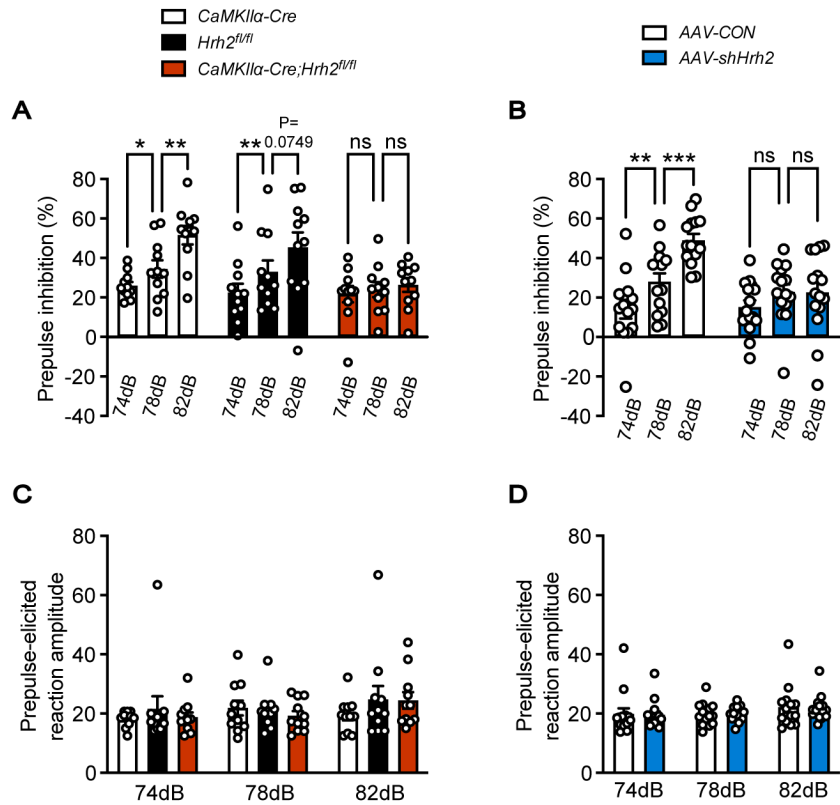 CaMKIIα-Cre
Hrh2fl/fl
CaMKIIα-Cre;Hrh2fl/fl
AAV-CON
AAV-shHrh2
A
Prepulse inhibition (%)
80
60
40
20
0
-20
-40
* **
** P=
0.0749
ns ns
74dB 78dB 82dB
74dB 78dB 82dB
74dB 78dB 82dB
B
Prepulse inhibition (%)
80
60
40
20
0
-20
-40
** ***
ns ns
74dB 78dB 82dB
74dB 78dB 82dB
C
Prepulse-elicited
reaction amplitude
80
60
40
20
0
74dB 78dB 82dB
D
Prepulse-elicited
reaction amplitude
80
60
40
20
0
74dB 78dB 82dB